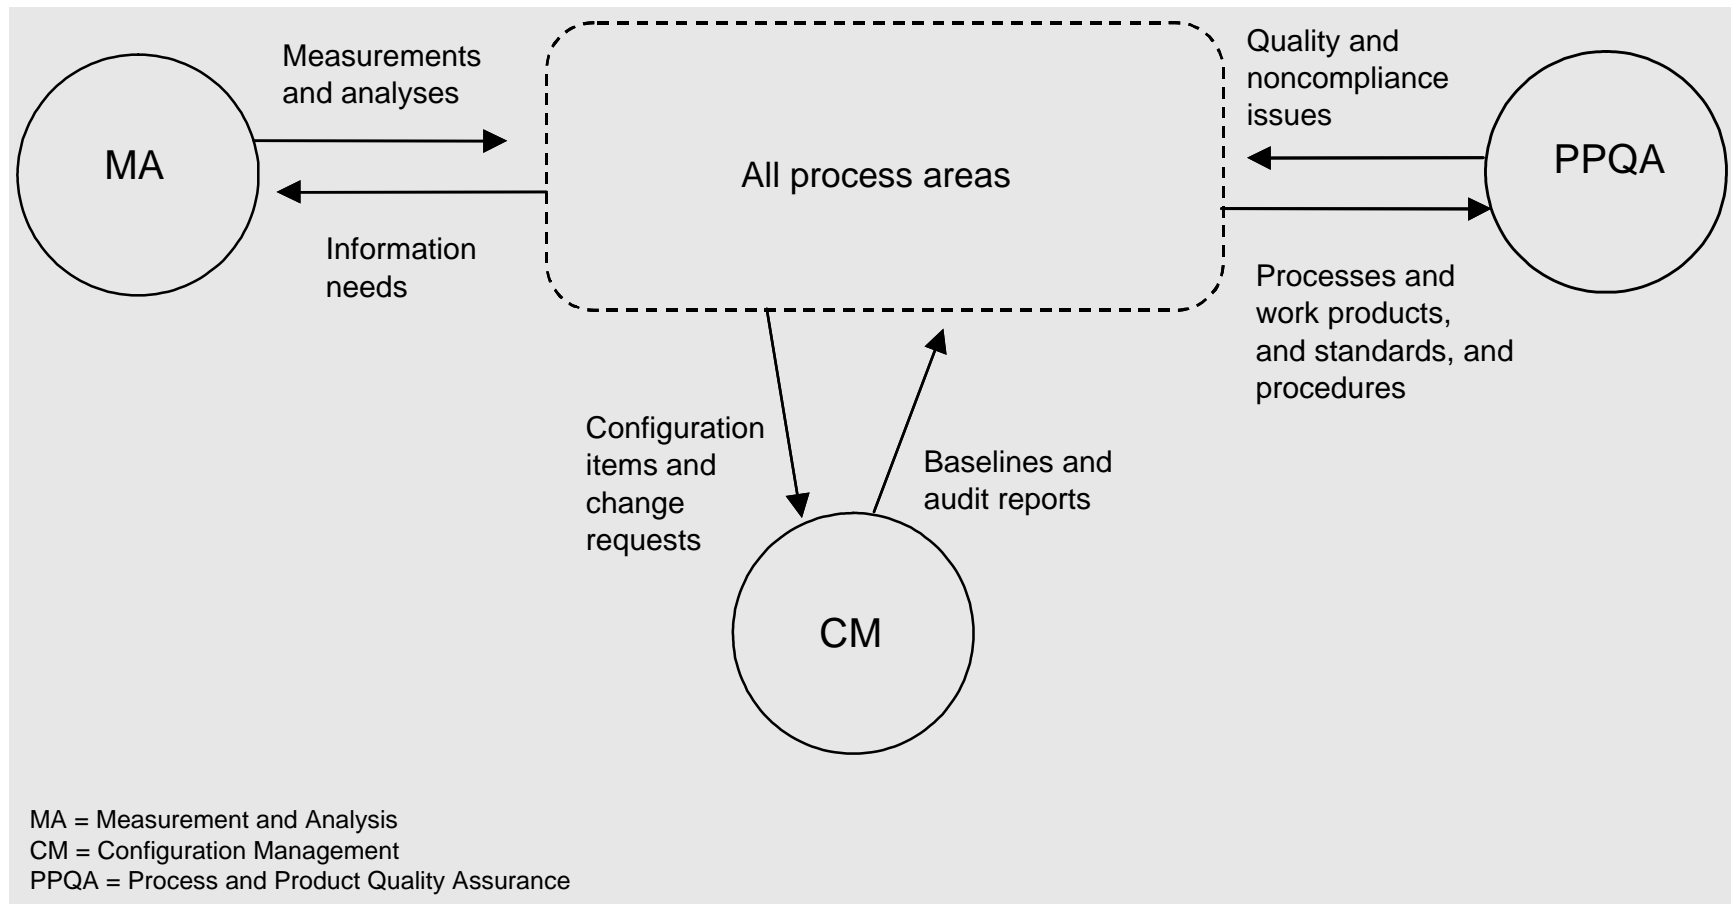 Measurements
and analyses
MA
Information
needs
All process areas
Quality and
noncompliance
issues
PPQA
Processes and
work products,
and standards, and
procedures
Configuration
items and
change
requests
Baselines and
audit reports
CM
MA = Measurement and Analysis
CM = Configuration Management
PPQA = Process and Product Quality Assurance